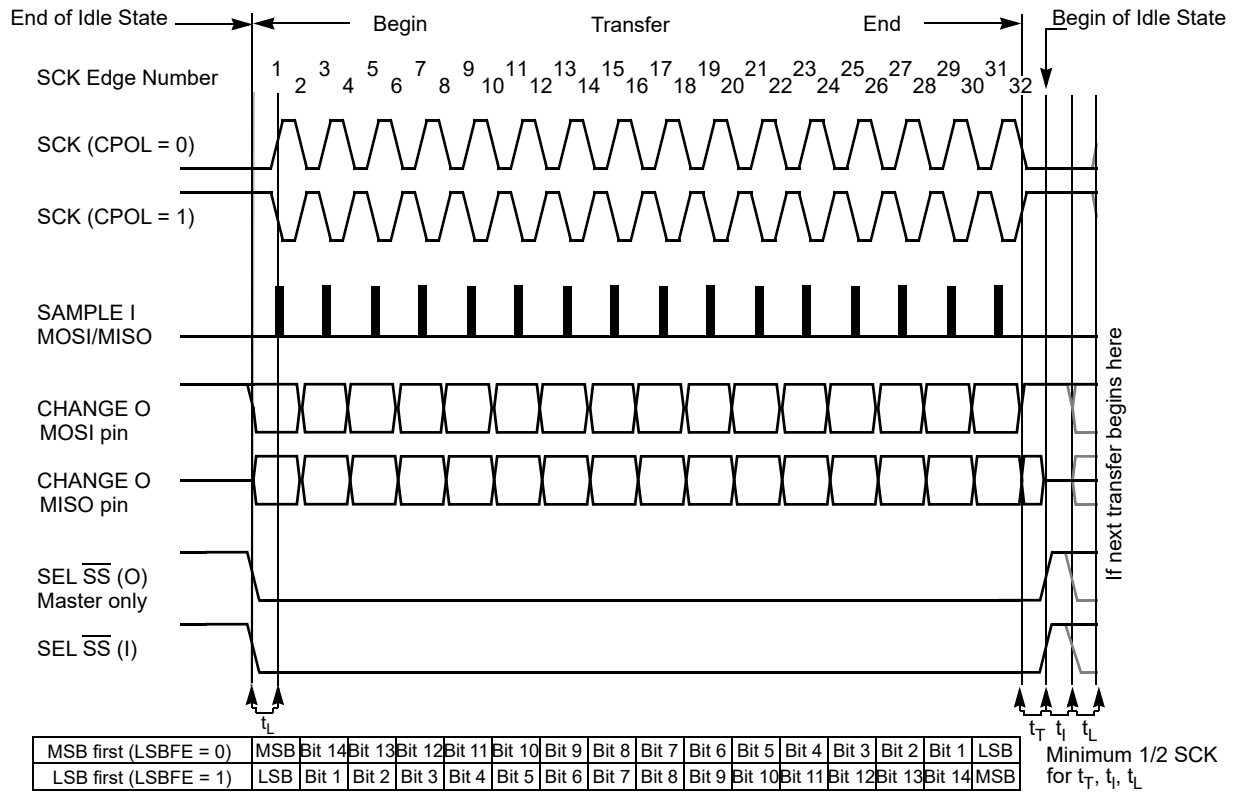 End of Idle State
Begin
Transfer
End
Begin of Idle State
SCK Edge Number
1 3 5 7 9 11 13 15 17 19 21 23 25 27 29 31
2 4 6 8 10 12 14 16 18 20 22 24 26 28 30 32
SCK (CPOL = 0)
SCK (CPOL = 1)
SAMPLE I
MOSI/MISO
CHANGE O
MOSI pin
CHANGE O
MISO pin
SEL SS (O)
Master only
SEL SS (I)
If next transfer begins here
tL
tT tI tL
MSB first (LSBFE = 0) MSB Bit 14 Bit 13 Bit 12 Bit 11 Bit 10 Bit 9 Bit 8 Bit 7 Bit 6 Bit 5 Bit 4 Bit 3 Bit 2 Bit 1 LSB
LSB first (LSBFE = 1) LSB Bit 1 Bit 2 Bit 3 Bit 4 Bit 5 Bit 6 Bit 7 Bit 8 Bit 9 Bit 10 Bit 11 Bit 12 Bit 13 Bit 14 MSB
Minimum 1/2 SCK
for tT, tI, tL